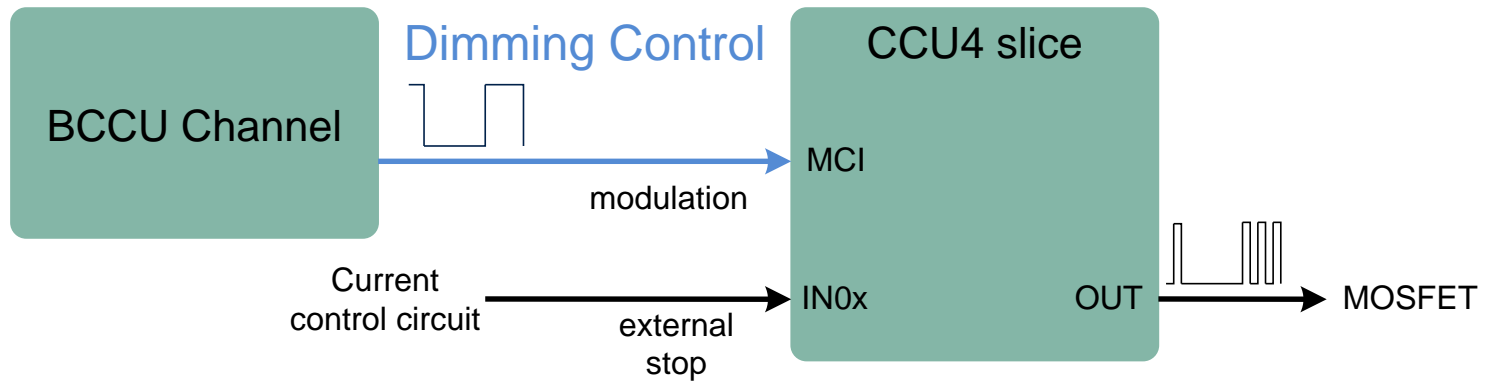 BCCU Channel
Dimming Control
modulation
Current
control circuit
external
stop
CCU4 slice
MCI
IN0x
OUT
MOSFET